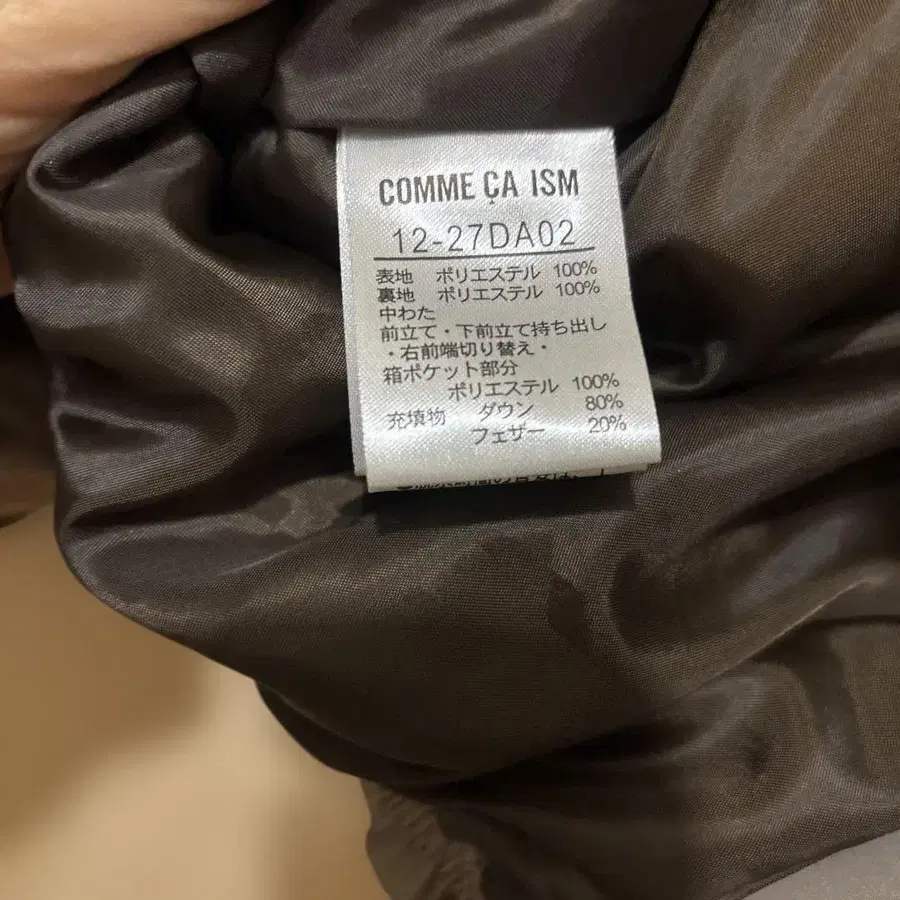 COMME ÇA ISM
12-27DA02
表地 ポリエステル 100%
裏地 ポリエステル 100%
中わた
前立て・下前立て持ち出し
・右前端切り替え・
箱ポケット部分
ポリエステル 100%
充填物 ダウン 80%
フェザー 20%